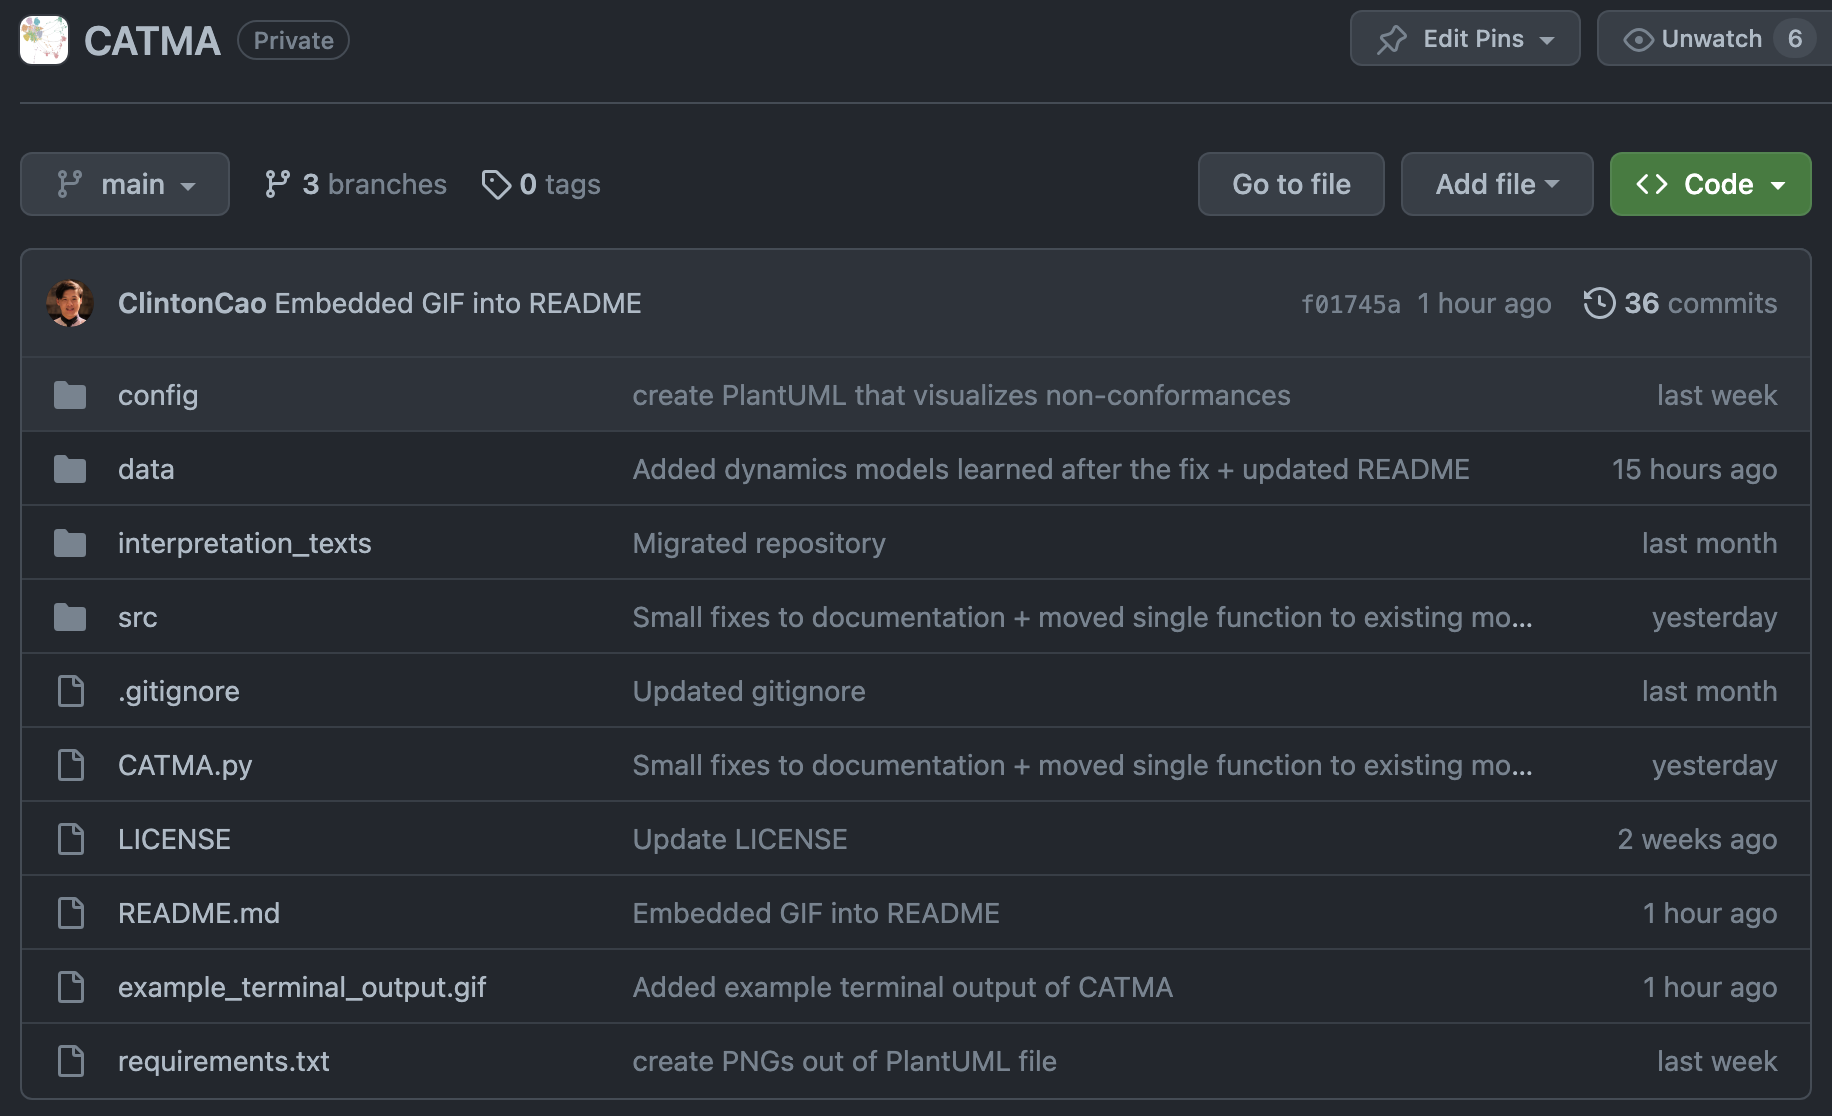 CATMA Private Edit Pins Unwatch 6
main 3 branches 0 tags Go to file Add file <> Code
ClintonCao Embedded GIF into README f01745a 1 hour ago 36 commits
config create PlantUML that visualizes non-conformances last week
data Added dynamics models learned after the fix + updated README 15 hours ago
interpretation_texts Migrated repository last month
src Small fixes to documentation + moved single function to existing mo... yesterday
.gitignore Updated gitignore last month
CATMA.py Small fixes to documentation + moved single function to existing mo... yesterday
LICENSE Update LICENSE 2 weeks ago
README.md Embedded GIF into README 1 hour ago
example_terminal_output.gif Added example terminal output of CATMA 1 hour ago
requirements.txt create PNGs out of PlantUML file last week